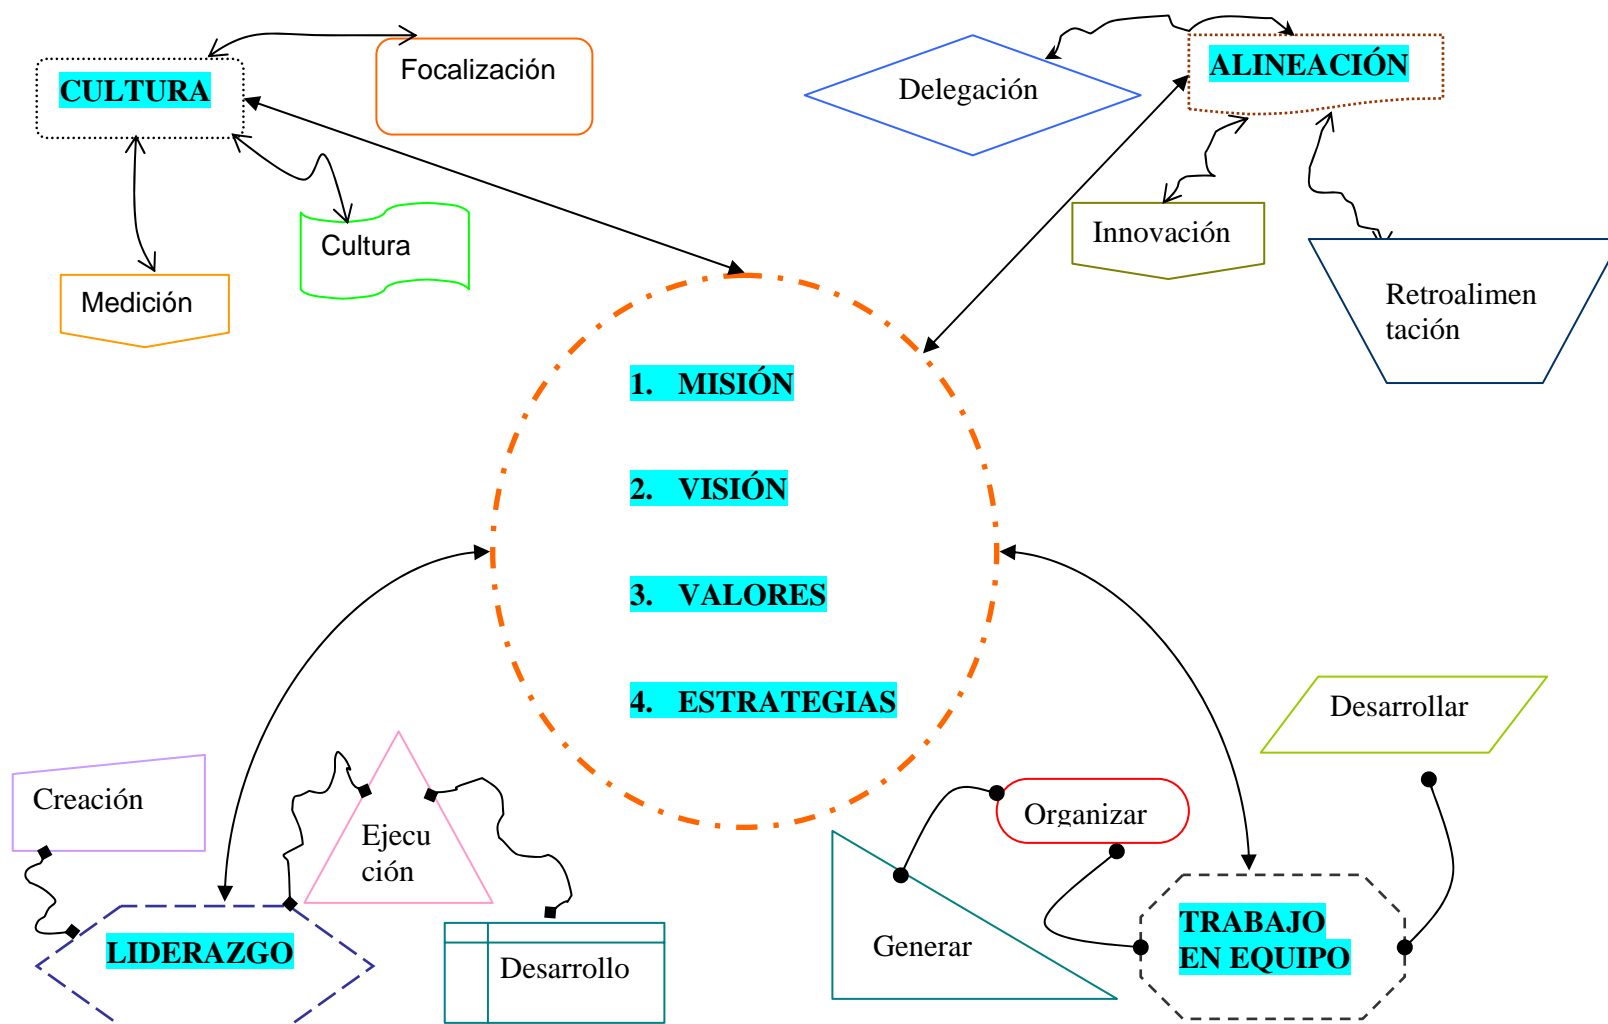 CULTURA
Focalización
Cultura
Medición
Delegación
ALINEACIÓN
Innovación
Retroalimen
tación
1. MISIÓN
2. VISIÓN
3. VALORES
4. ESTRATEGIAS
Creación
Ejecu
ción
LIDERAZGO
Desarrollo
Desarrollar
Organizar
Generar
TRABAJO
EN EQUIPO